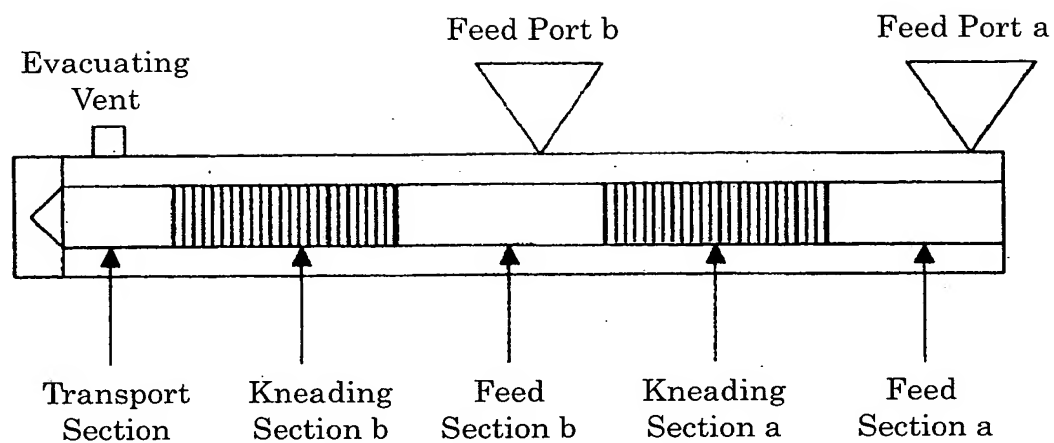 Feed Port b
Feed Port a
Evacuating
Vent
Transport
Section
Kneading
Section b
Feed
Section b
Kneading
Section a
Feed
Section a